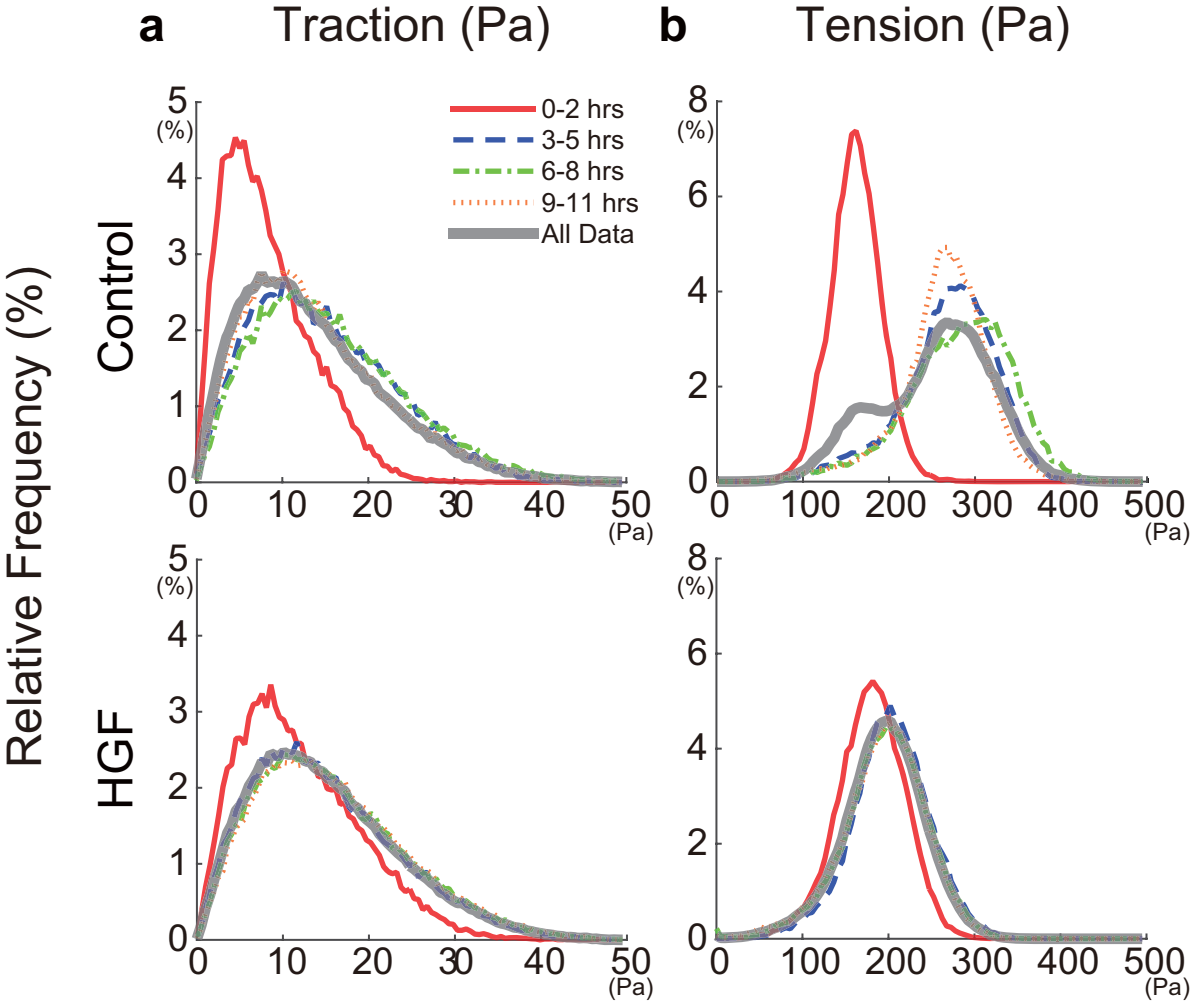 a Traction (Pa)
b Tension (Pa)
Relative Frequency (%)
Control
5
(%)
4
3
2
1
0
0 10 20 30 40 50
(Pa)
0-2 hrs
3-5 hrs
6-8 hrs
9-11 hrs
All Data
8
(%)
6
4
2
0
0 100 200 300 400 500
(Pa)
HGF
5
(%)
4
3
2
1
0
0 10 20 30 40 50
(Pa)
8
(%)
6
4
2
0
0 100 200 300 400 500
(Pa)